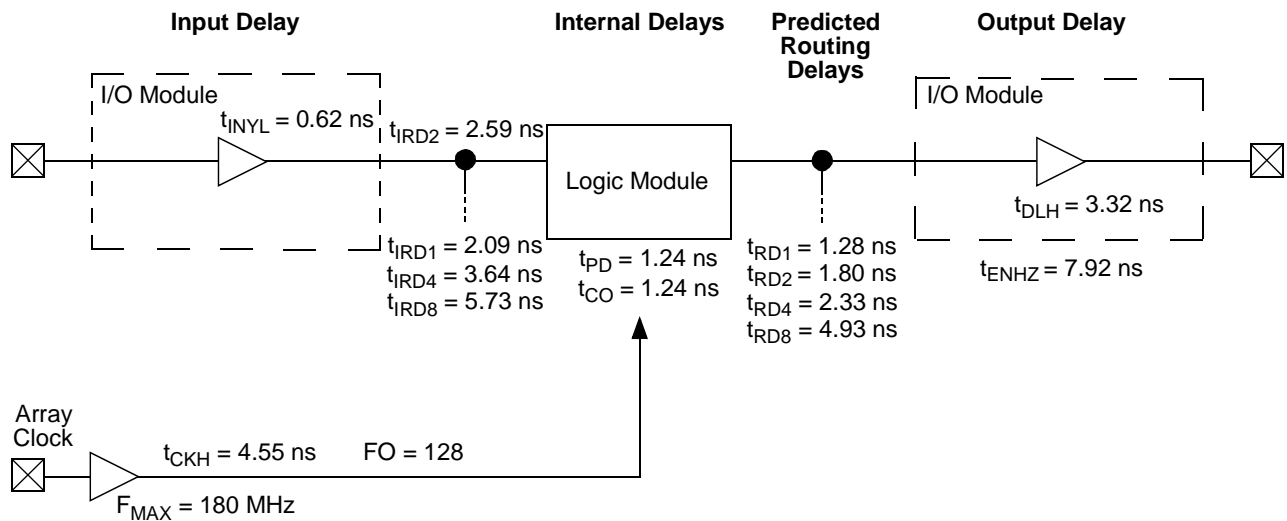 Input Delay
Internal Delays
Predicted
Routing
Delays
Output Delay
I/O Module
tINYL = 0.62 ns
tIRD2 = 2.59 ns
Logic Module
I/O Module
tDLH = 3.32 ns
tIRD1 = 2.09 ns
tIRD4 = 3.64 ns
tIRD8 = 5.73 ns
tPD = 1.24 ns
tCO = 1.24 ns
tRD1 = 1.28 ns
tRD2 = 1.80 ns
tRD4 = 2.33 ns
tRD8 = 4.93 ns
tENHZ = 7.92 ns
Array
Clock
tCKH = 4.55 ns
FO = 128
FMAX = 180 MHz